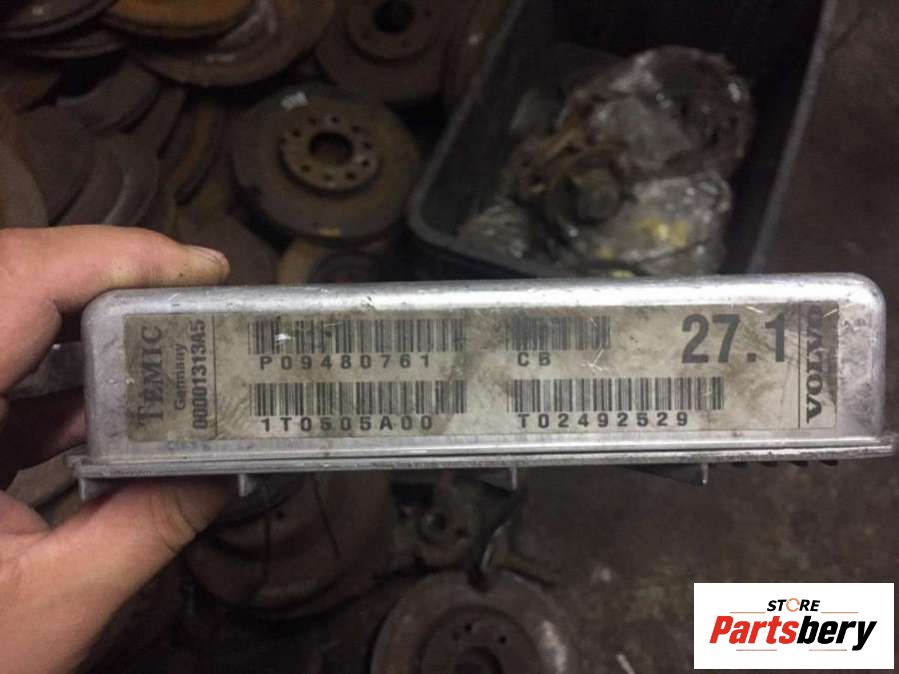 TEMIC
Germany
00001313A5
P09480761
CB
27.1
VOLVO
1T0505A00
T02492529
STORE
Partsbery